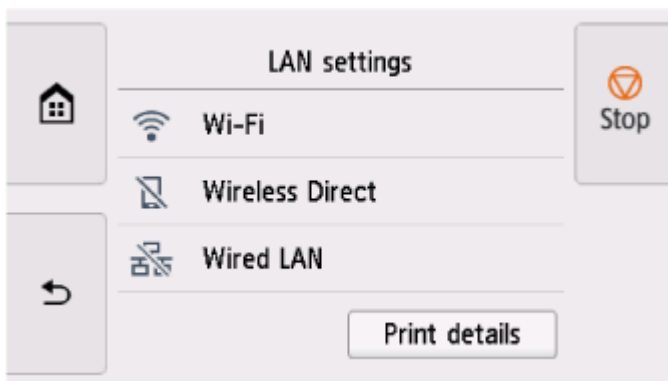 LAN settings
Stop
Wi-Fi
Wireless Direct
Wired LAN
Print details